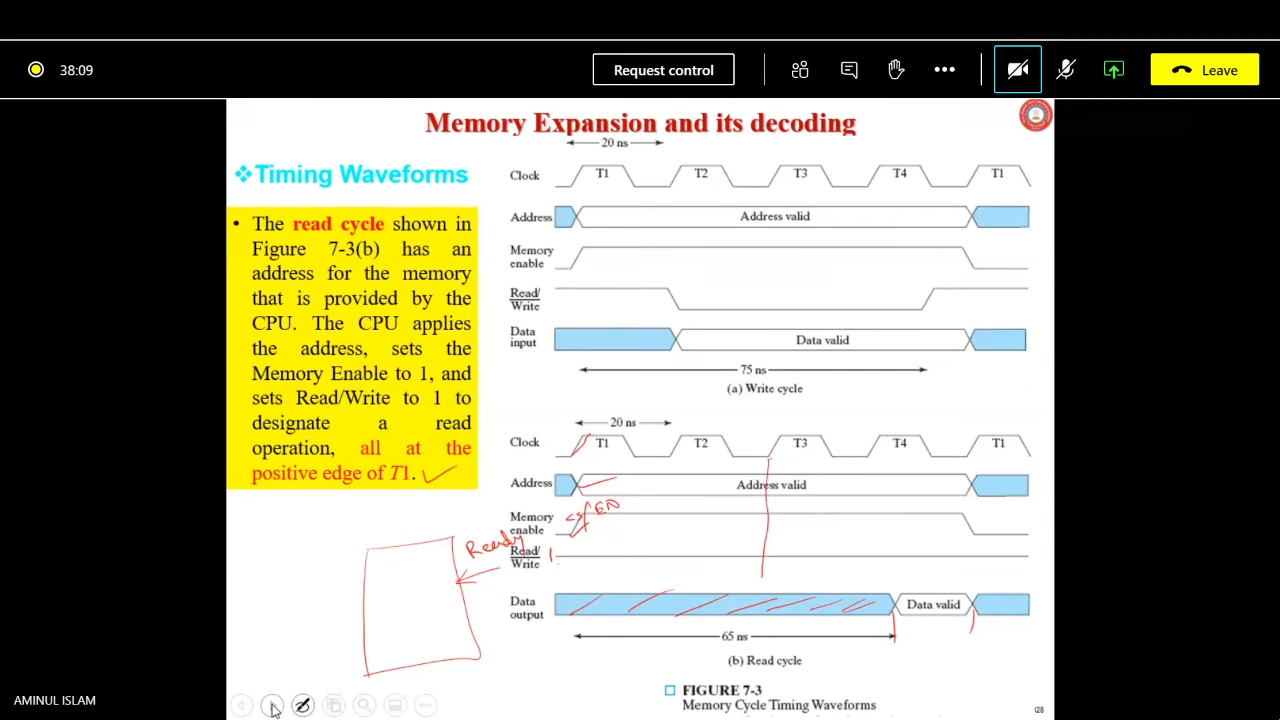 38:09
Request control
Leave
Memory Expansion and its decoding
❖Timing Waveforms
• The read cycle shown in
Figure 7-3(b) has an
address for the memory
that is provided by the
CPU. The CPU applies
the address, sets the
Memory Enable to 1, and
sets Read/Write to 1 to
designate a read
operation, all at the
positive edge of T1.
20 ns
Clock T1 T2 T3 T4 T1
Address Address valid
Memory
enable
Read/
Write
Data
input Data valid
75 ns
(a) Write cycle
20 ns
Clock T1 T2 T3 T4 T1
Address Address valid
CS/EN
Memory
enable
Ready
Read/ 1
Write
Data
output Data valid
65 ns
(b) Read cycle
FIGURE 7-3
Memory Cycle Timing Waveforms
AMINUL ISLAM